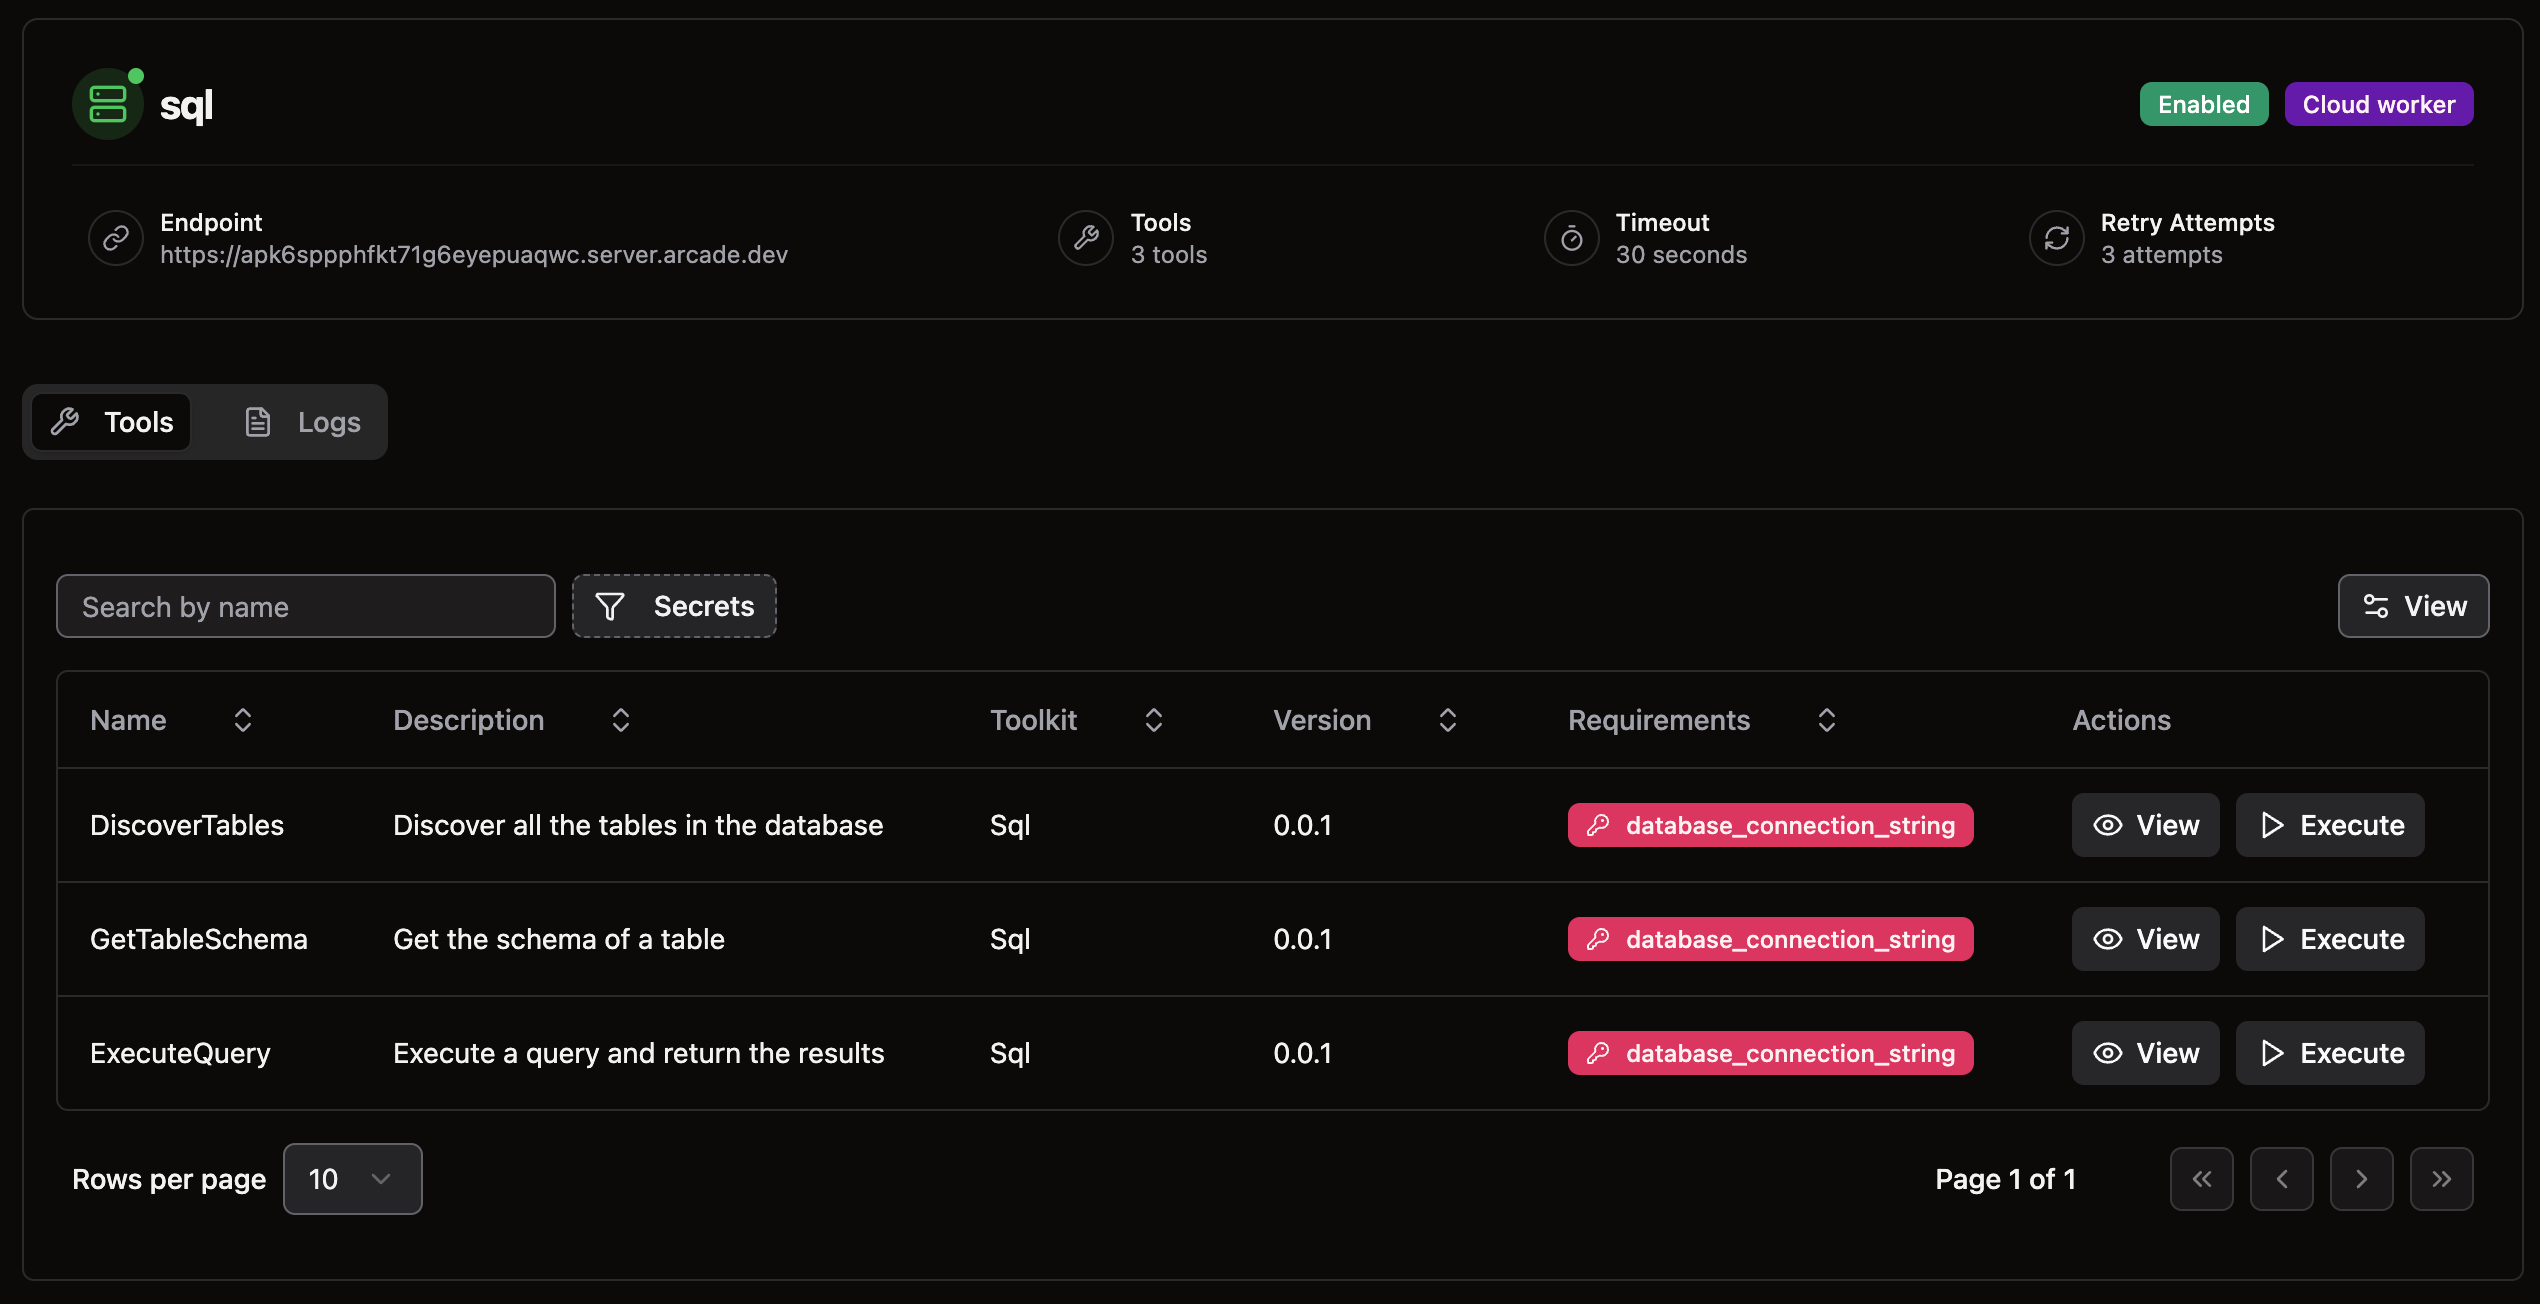 sql
Enabled
Cloud worker
Endpoint
https://apk6sppphfkt71g6eyepuaqwc.server.arcade.dev
Tools
3 tools
Timeout
30 seconds
Retry Attempts
3 attempts
Tools
Logs
Search by name
Secrets
View
Name Description Toolkit Version Requirements Actions
DiscoverTables Discover all the tables in the database Sql 0.0.1 database_connection_string View Execute
GetTableSchema Get the schema of a table Sql 0.0.1 database_connection_string View Execute
ExecuteQuery Execute a query and return the results Sql 0.0.1 database_connection_string View Execute
Rows per page 10 Page 1 of 1